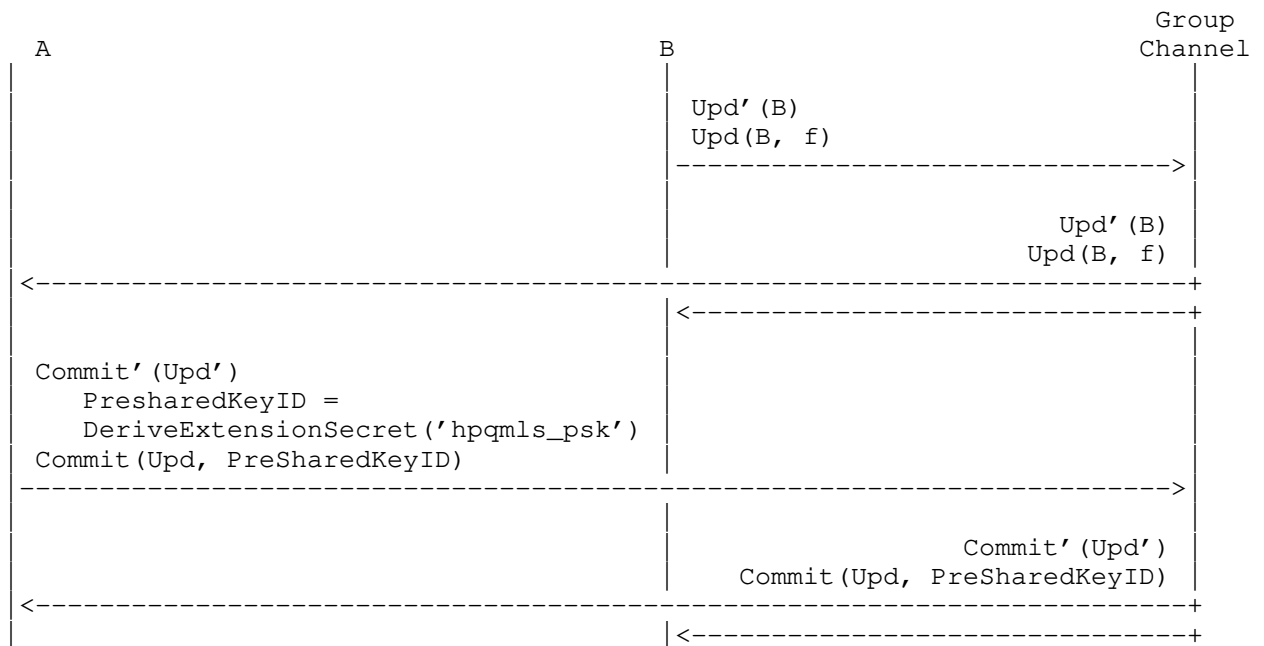 Group
A B Channel
Upd'(B)
Upd(B, f)
Upd'(B)
Upd(B, f)
Commit'(Upd')
PresharedKeyID =
DeriveExtensionSecret('hpqmls_psk')
Commit(Upd, PreSharedKeyID)
Commit'(Upd')
Commit(Upd, PreSharedKeyID)